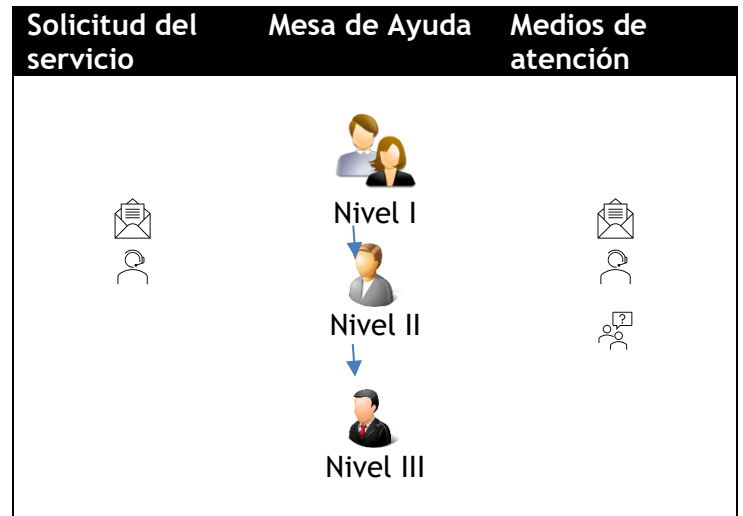 Solicitud del servicio
Mesa de Ayuda
Medios de atención
Nivel I
Nivel II
?
Nivel III